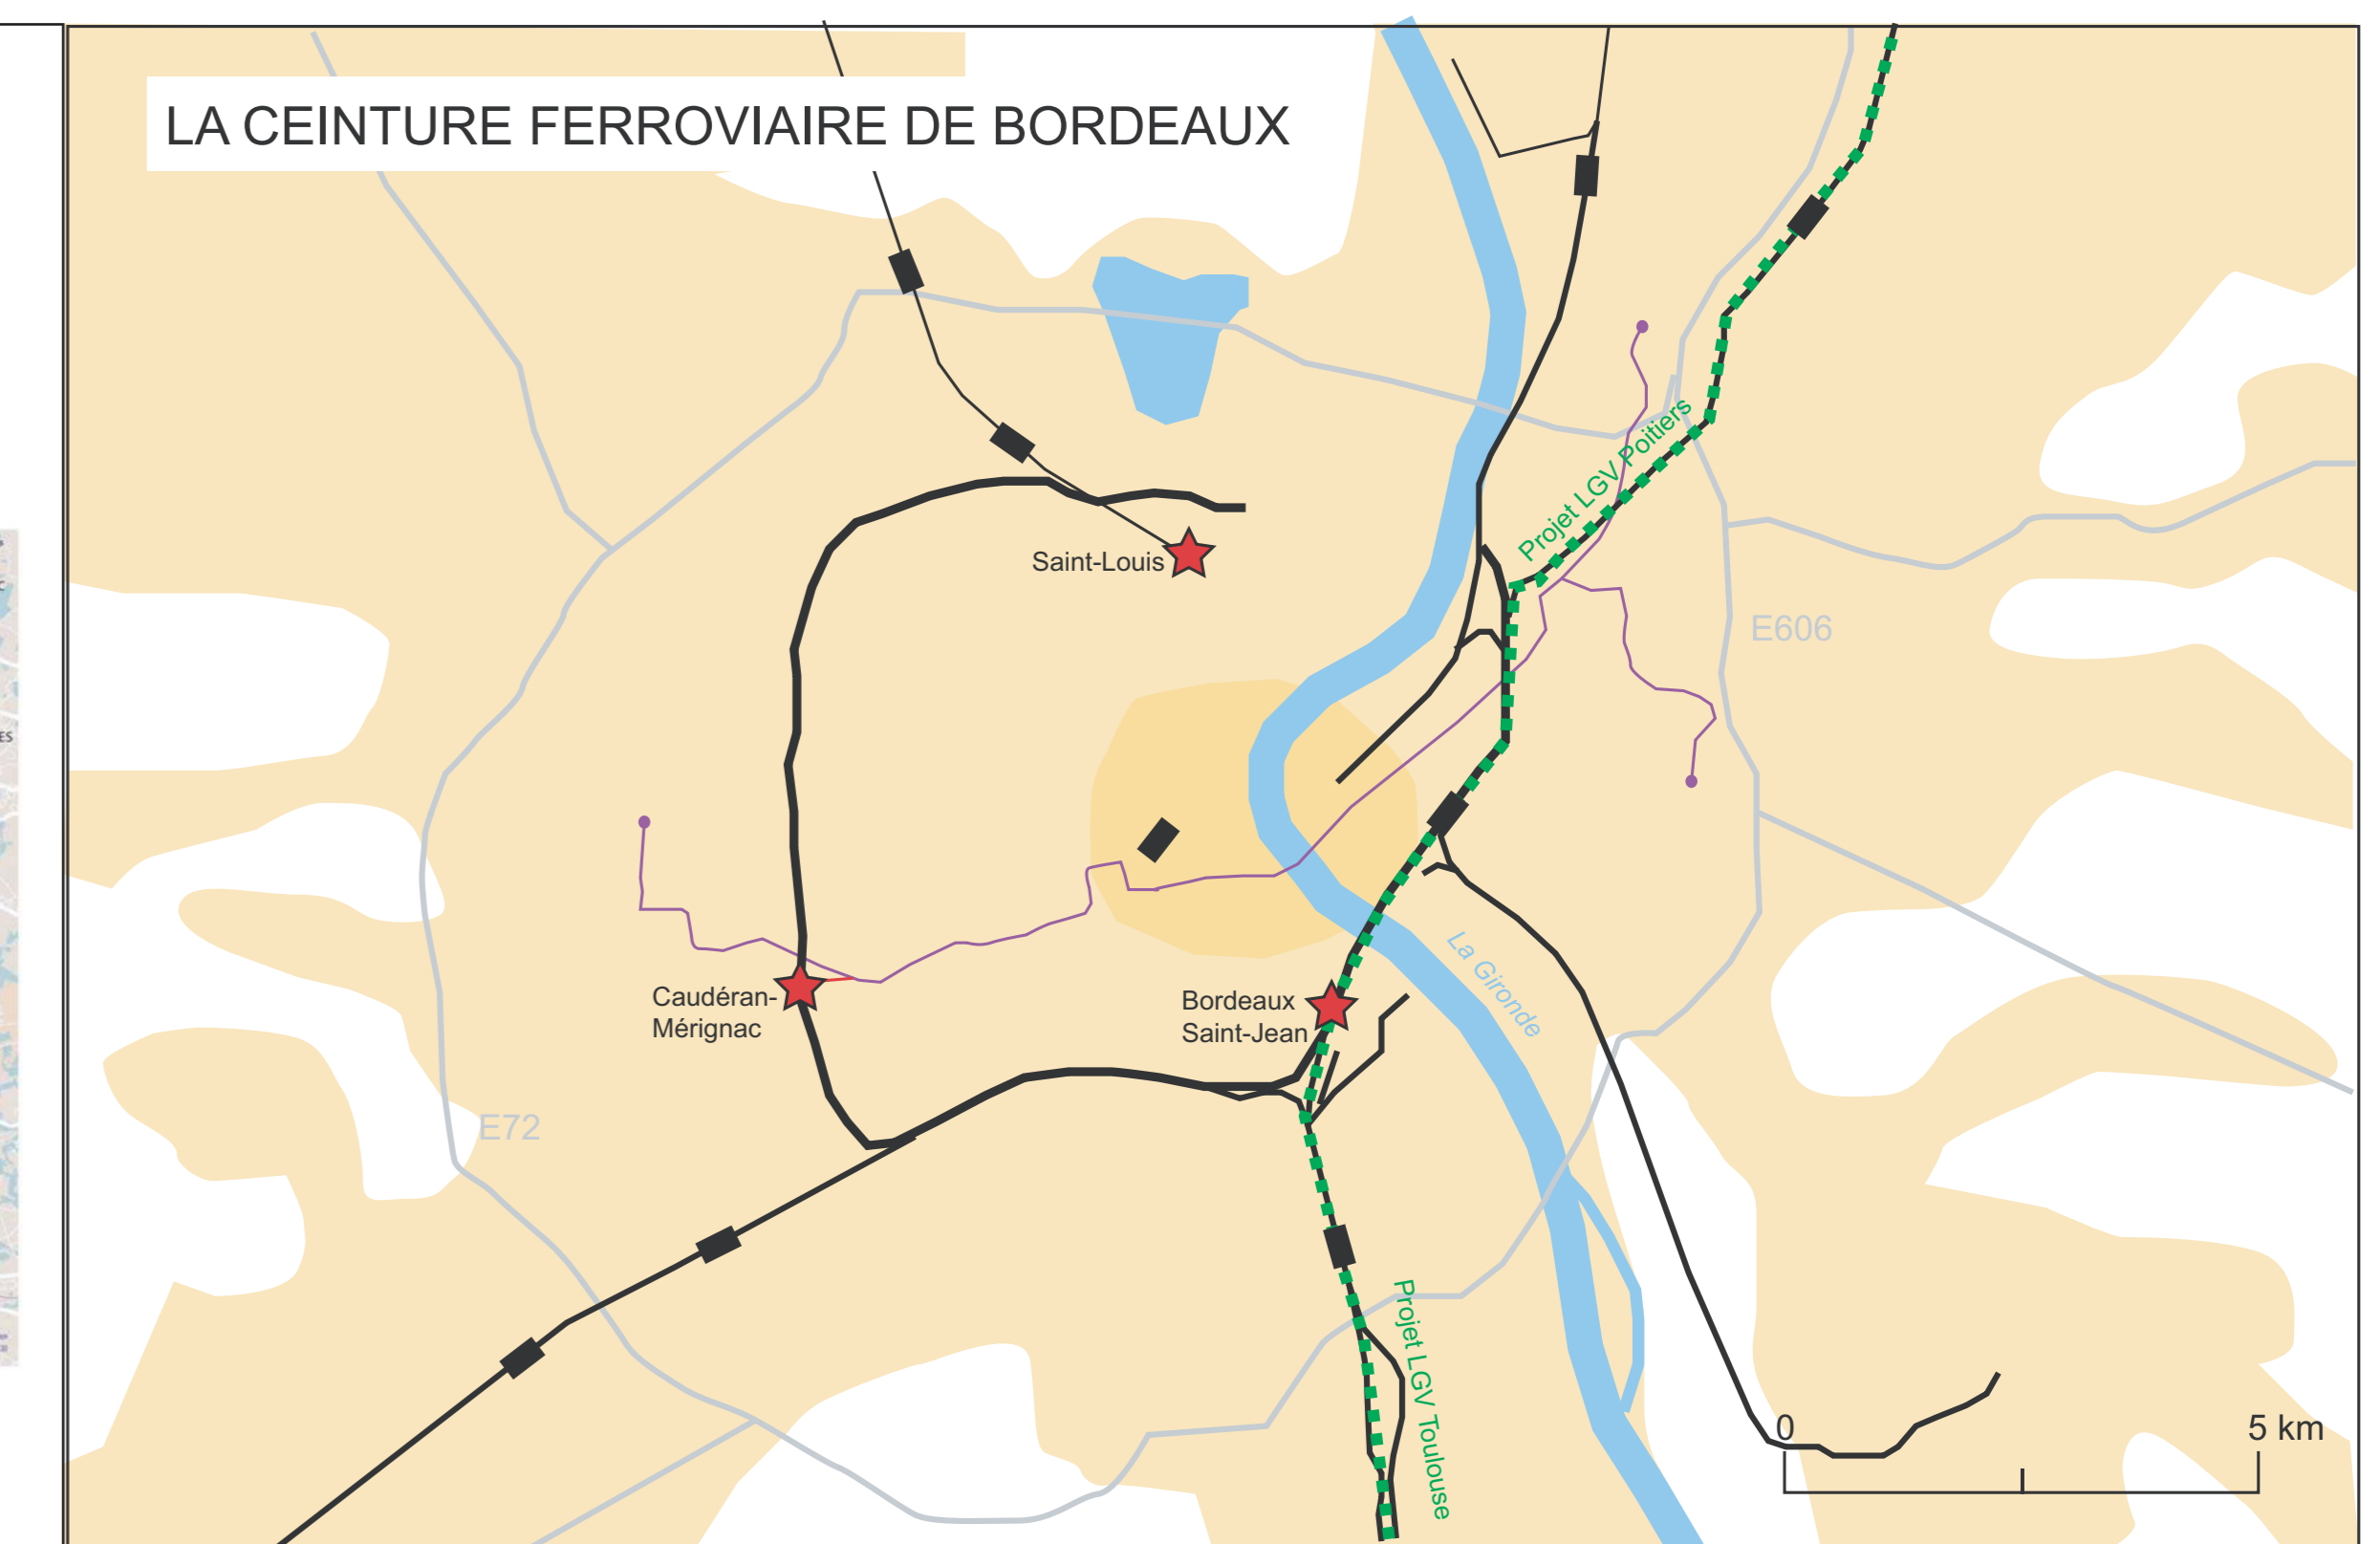 LA CEINTURE FERROVIAIRE DE BORDEAUX
Projet LGV Poitiers
Saint-Louis
E606
ES
La Gironde
Caudéran-
Mérignac
Bordeaux
Saint-Jean
E72
Projet LGV Toulouse
0
5 km